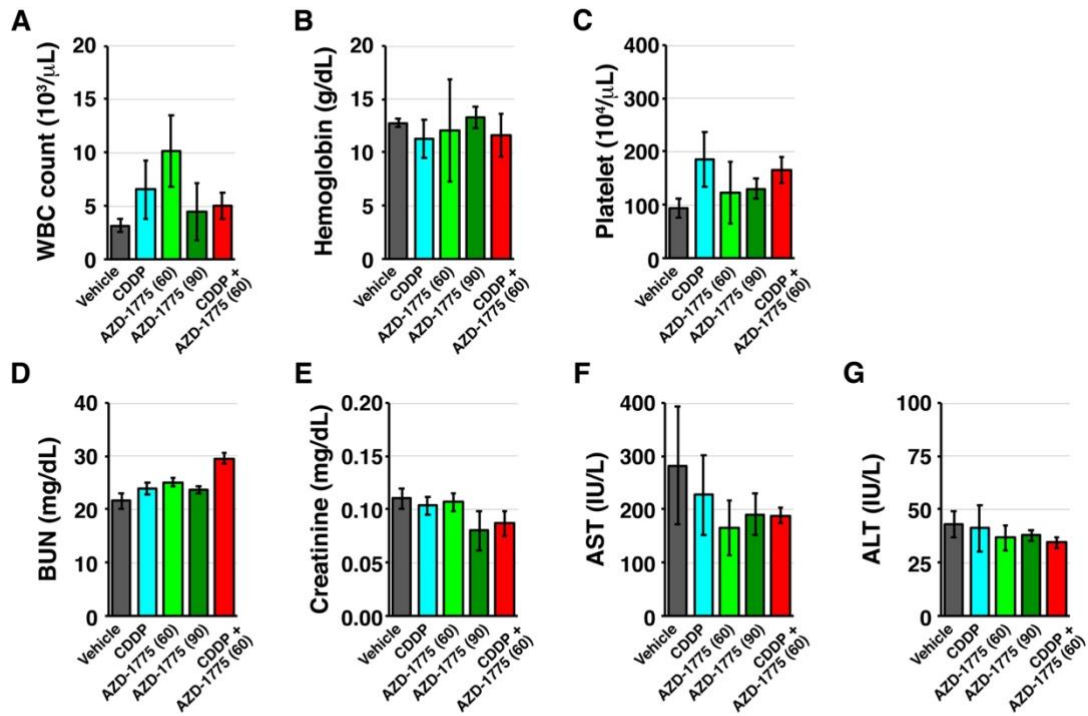 A
WBC count (10³/μL)
20
15
10
5
0
Vehicle
CDDP
AZD-1775 (60)
AZD-1775 (90)
CDDP +
AZD-1775 (60)
B
Hemoglobin (g/dL)
20
15
10
5
0
Vehicle
CDDP
AZD-1775 (60)
AZD-1775 (90)
CDDP +
AZD-1775 (60)
C
Platelet (10⁴/μL)
400
300
200
100
0
Vehicle
CDDP
AZD-1775 (60)
AZD-1775 (90)
CDDP +
AZD-1775 (60)
D
BUN (mg/dL)
40
30
20
10
0
Vehicle
CDDP
AZD-1775 (60)
AZD-1775 (90)
CDDP +
AZD-1775 (60)
E
Creatinine (mg/dL)
0.20
0.15
0.10
0.05
0.00
Vehicle
CDDP
AZD-1775 (60)
AZD-1775 (90)
CDDP +
AZD-1775 (60)
F
AST (IU/L)
400
300
200
100
0
Vehicle
CDDP
AZD-1775 (60)
AZD-1775 (90)
CDDP +
AZD-1775 (60)
G
ALT (IU/L)
100
75
50
25
0
Vehicle
CDDP
AZD-1775 (60)
AZD-1775 (90)
CDDP +
AZD-1775 (60)